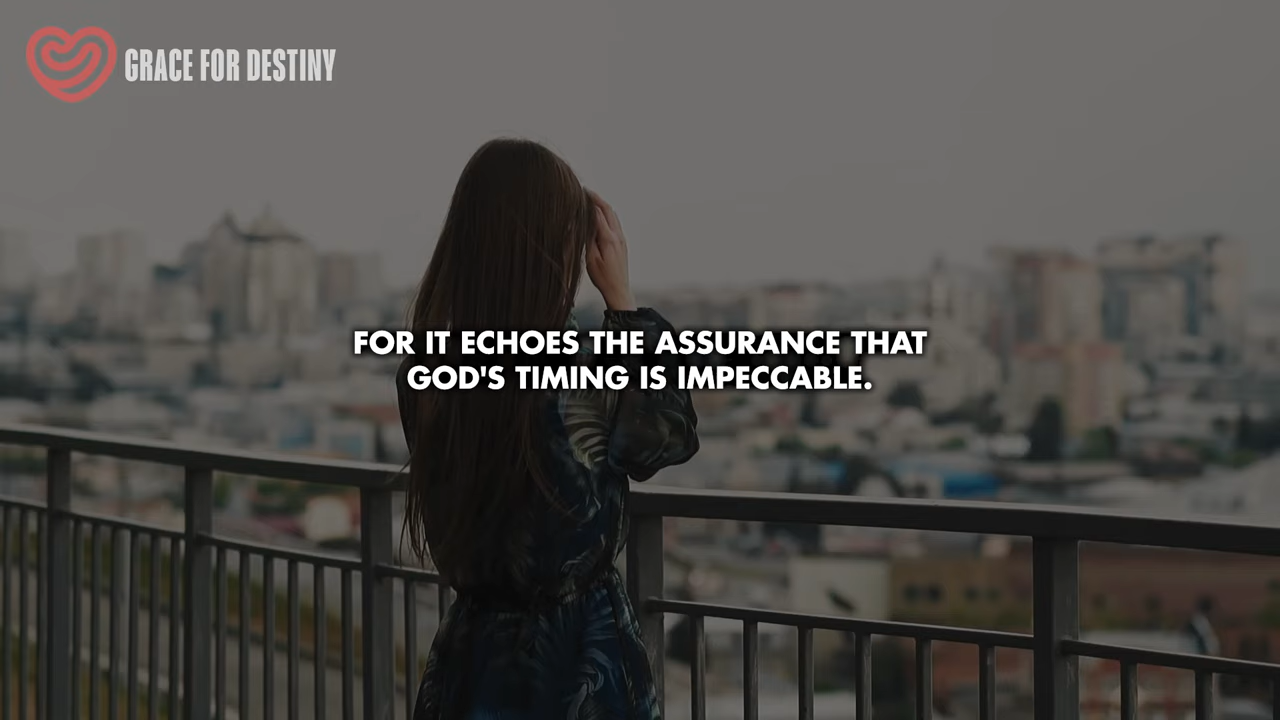 GRACE FOR DESTINY
FOR IT ECHOES THE ASSURANCE THAT
GOD'S TIMING IS IMPECCABLE.